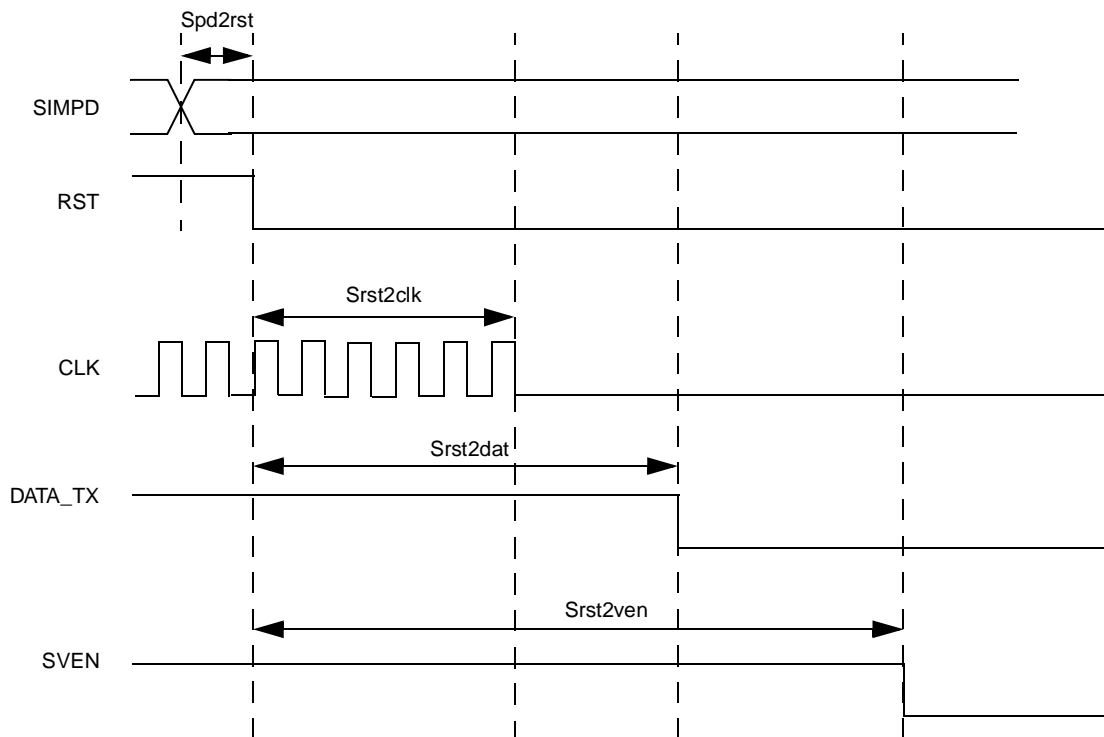 Spd2rst
SIMPD
RST
Srst2clk
CLK
Srst2dat
DATA_TX
Srst2ven
SVEN